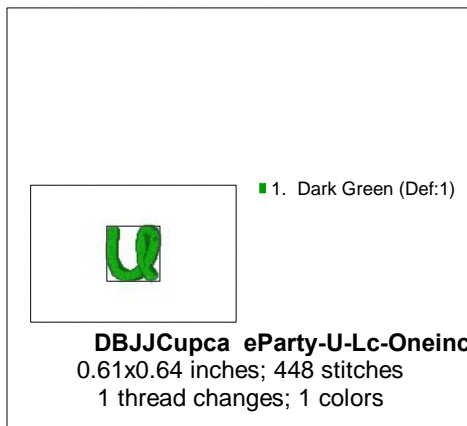 1. Dark Green (Def:1)
U
DBJJCupca eParty-U-Lc-Oneinc
0.61x0.64 inches; 448 stitches
1 thread changes; 1 colors